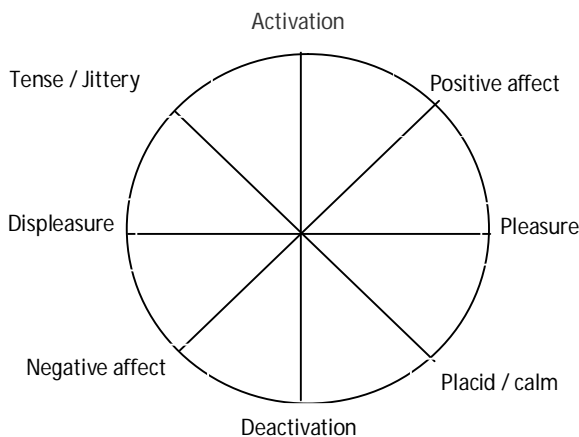 Activation
Tense / Jittery
Positive affect
Displeasure
Pleasure
Negative affect
Placid / calm
Deactivation